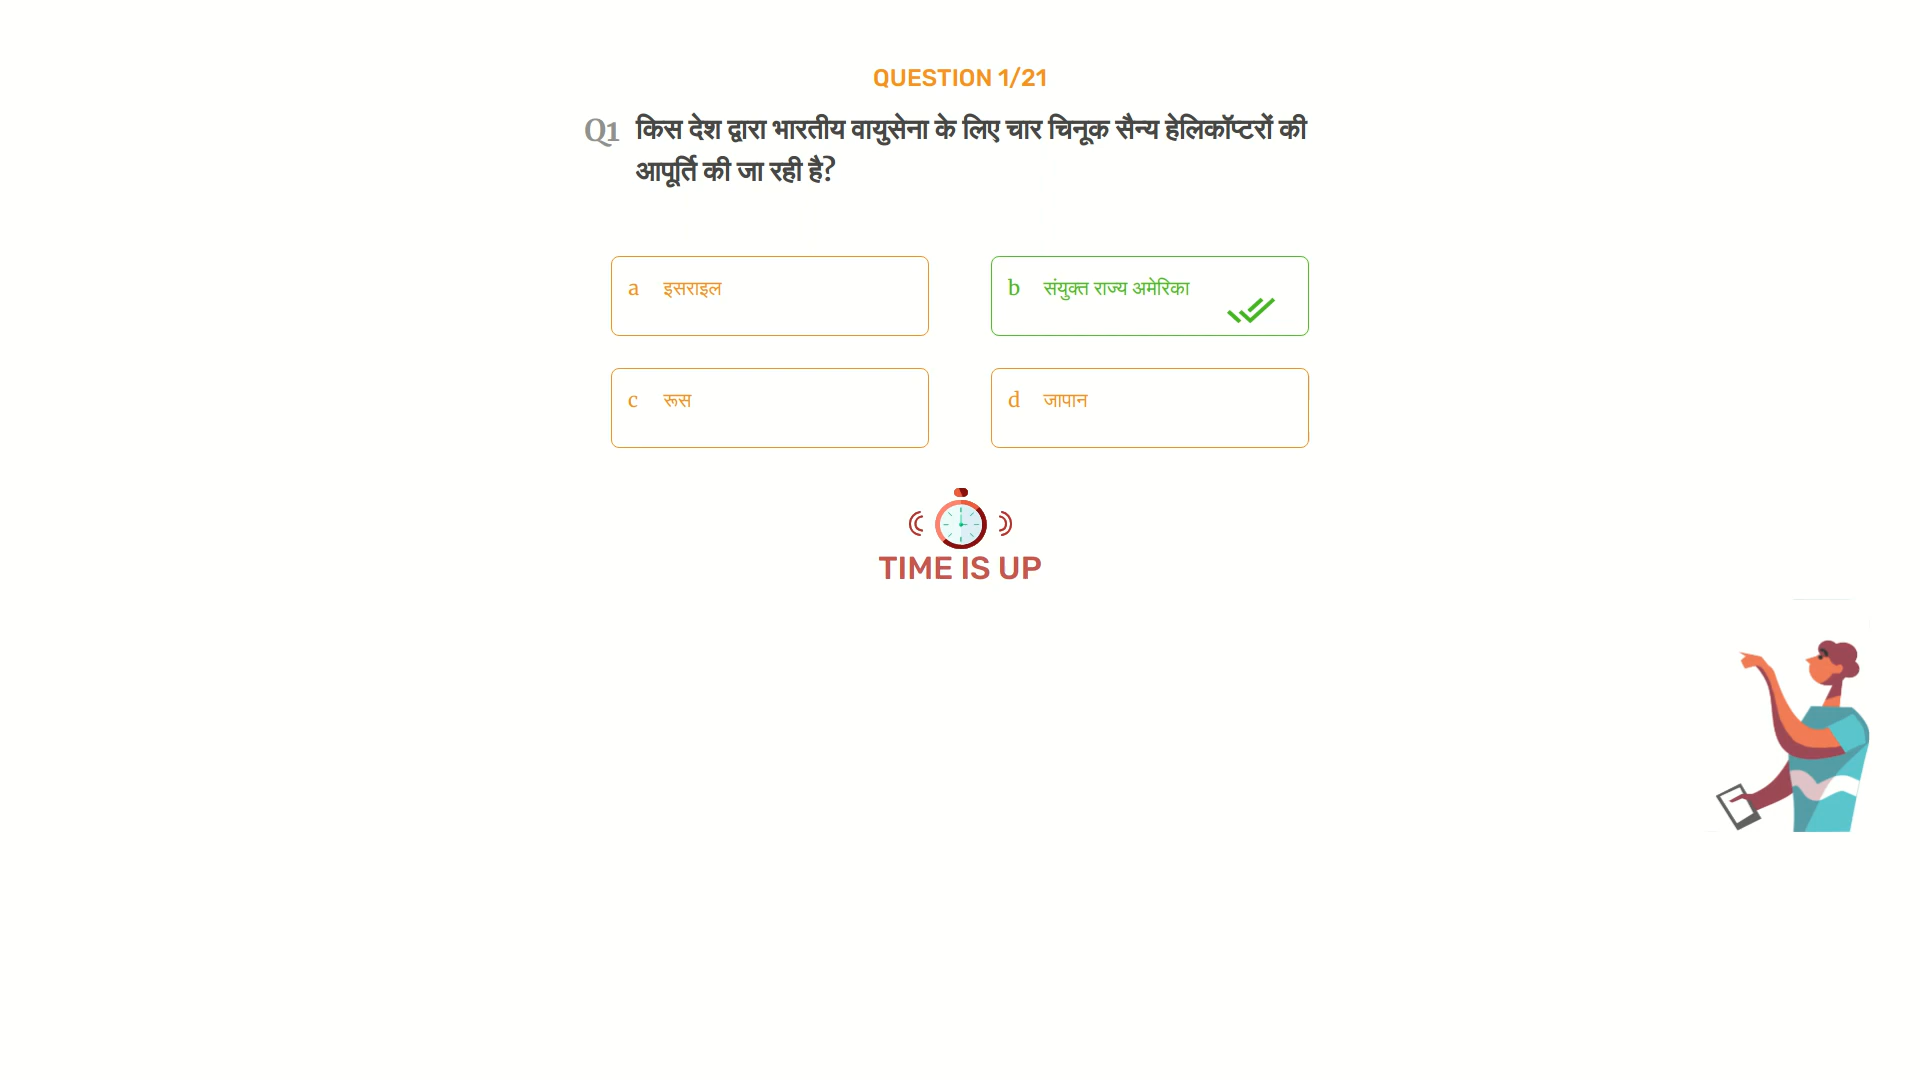 QUESTION 1/21
Q1 किस देश द्वारा भारतीय वायुसेना के लिए चार चिनूक सैन्य हेलिकॉप्टरों की
आपूर्ति की जा रही है?
a इसराइल
b संयुक्त राज्य अमेरिका
c रूस
d जापान
TIME IS UP